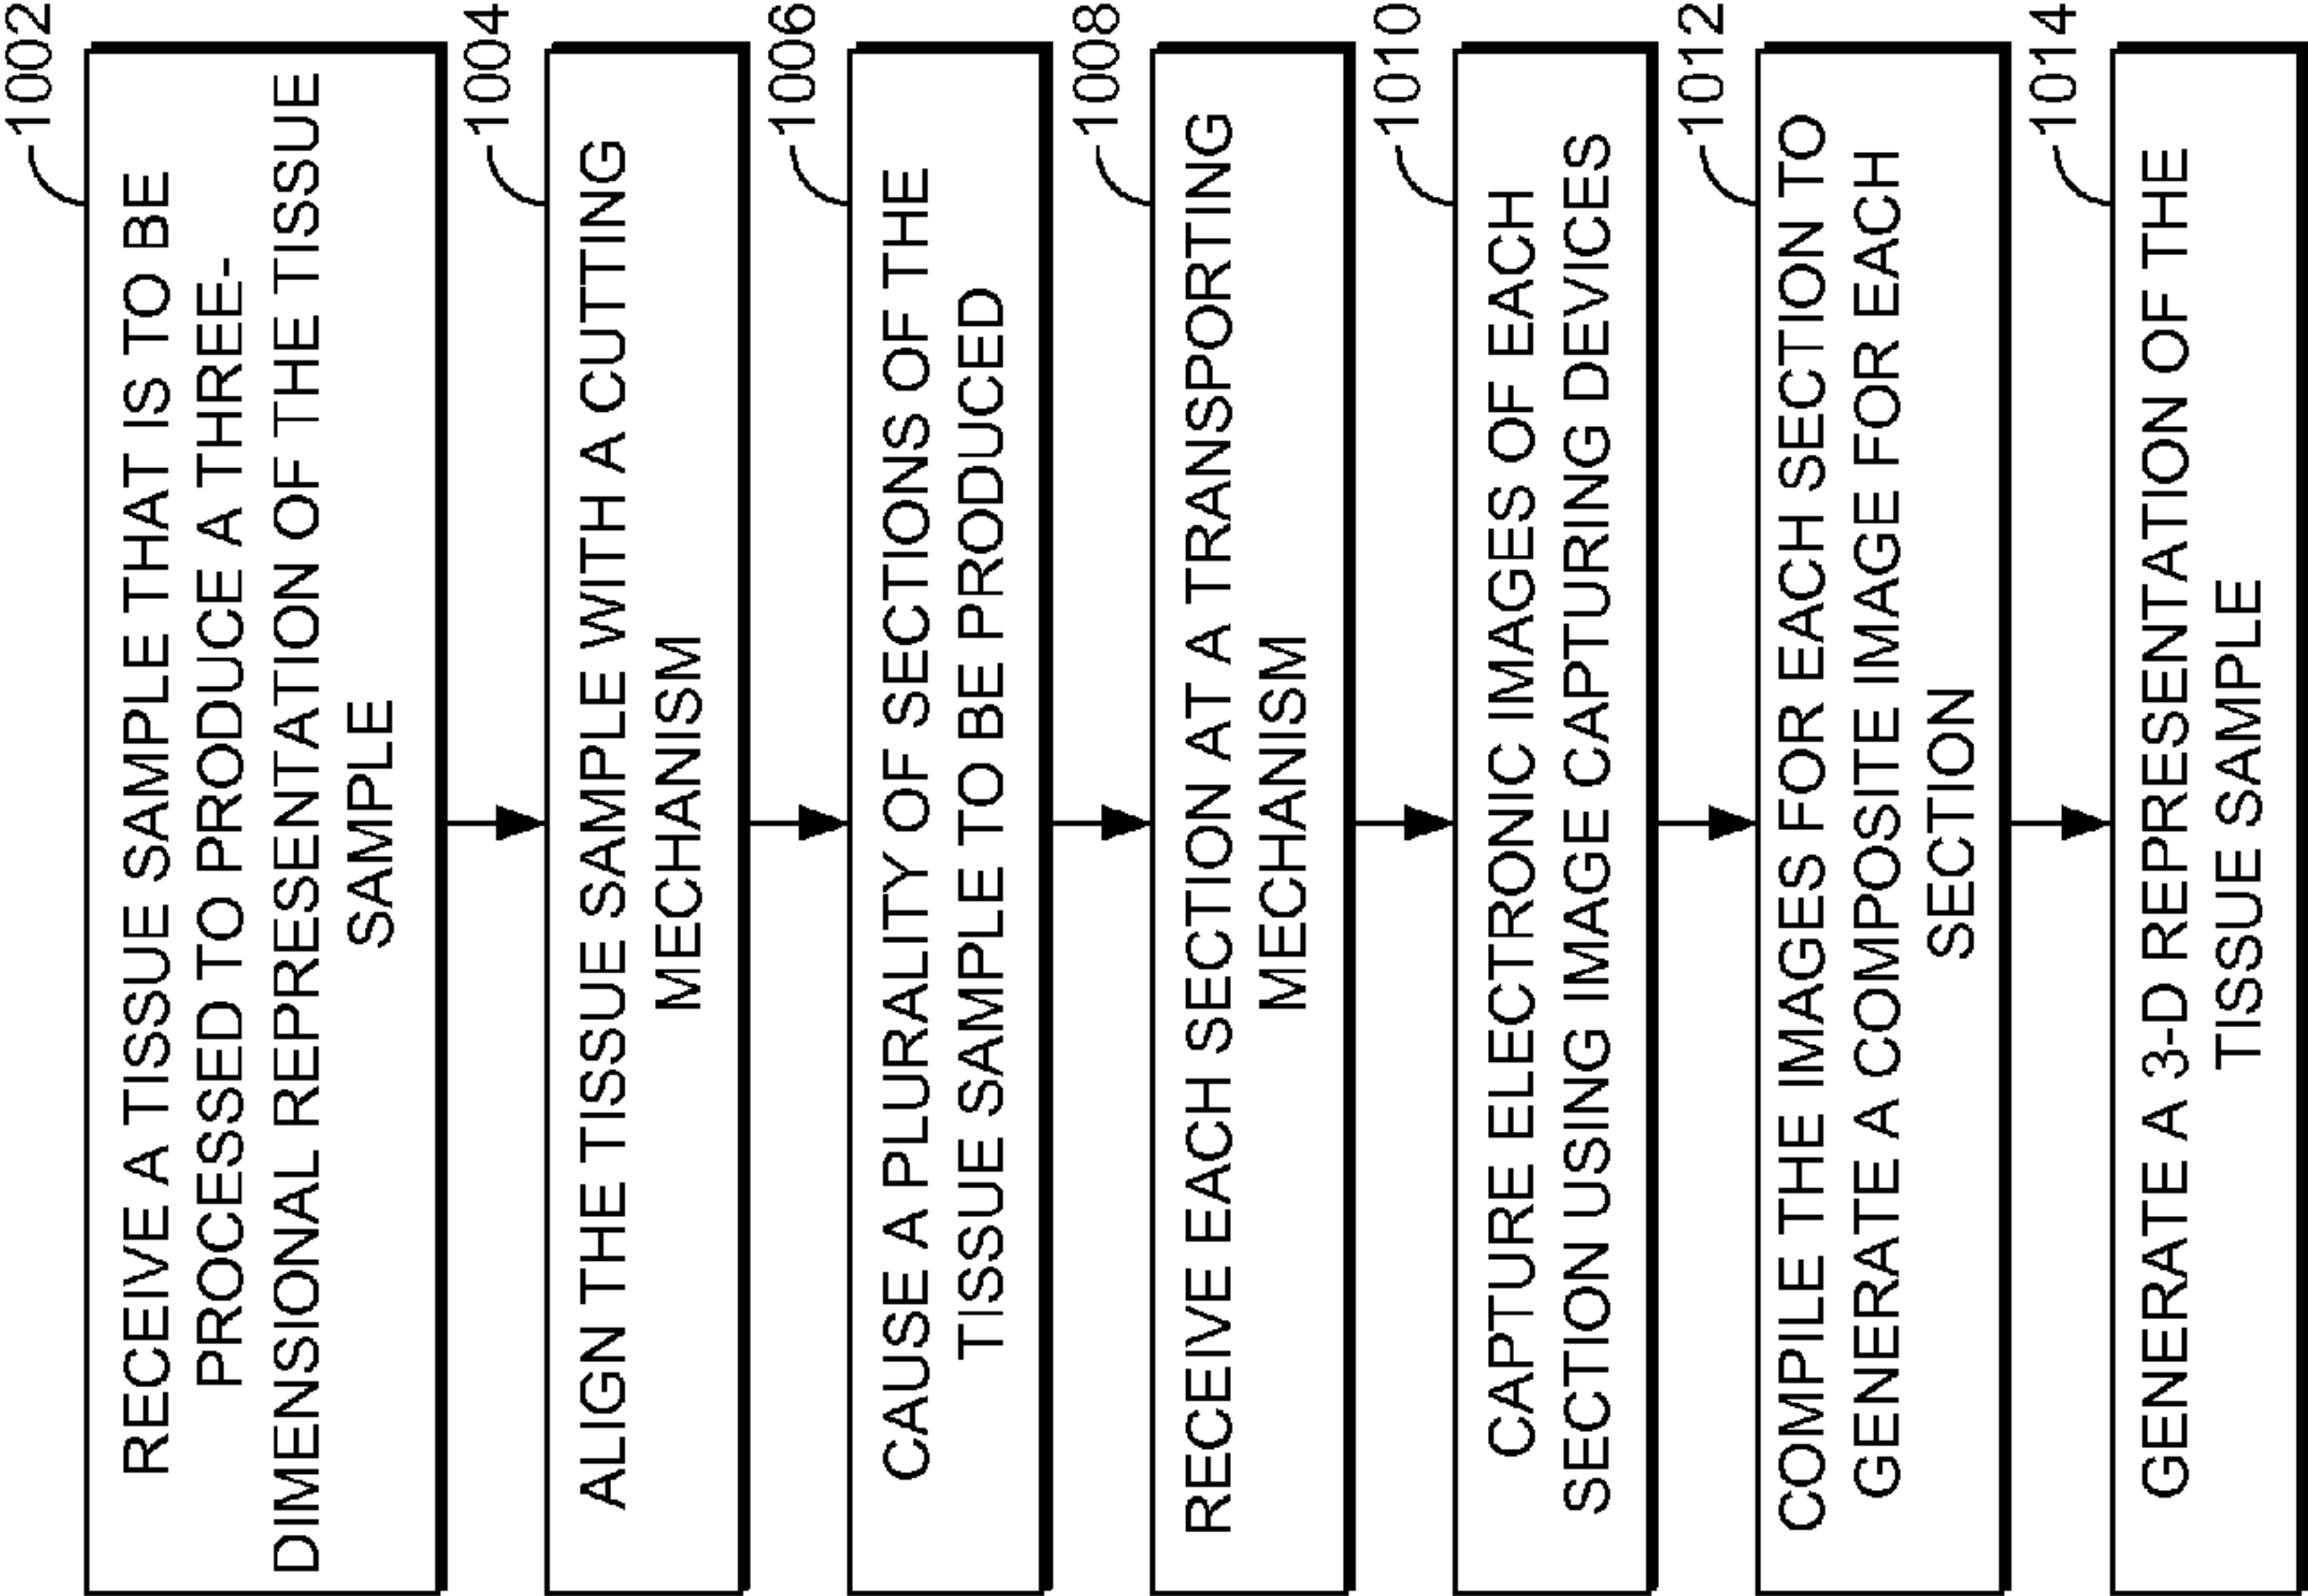 1002
RECEIVE A TISSUE SAMPLE THAT IS TO BE
PROCESSED TO PRODUCE A THREE-
DIMENSIONAL REPRESENTATION OF THE TISSUE
SAMPLE
1004
ALIGN THE TISSUE SAMPLE WITH A CUTTING
MECHANISM
1006
CAUSE A PLURALITY OF SECTIONS OF THE
TISSUE SAMPLE TO BE PRODUCED
1008
RECEIVE EACH SECTION AT A TRANSPORTING
MECHANISM
1010
CAPTURE ELECTRONIC IMAGES OF EACH
SECTION USING IMAGE CAPTURING DEVICES
1012
COMPILE THE IMAGES FOR EACH SECTION TO
GENERATE A COMPOSITE IMAGE FOR EACH
SECTION
1014
GENERATE A 3-D REPRESENTATION OF THE
TISSUE SAMPLE